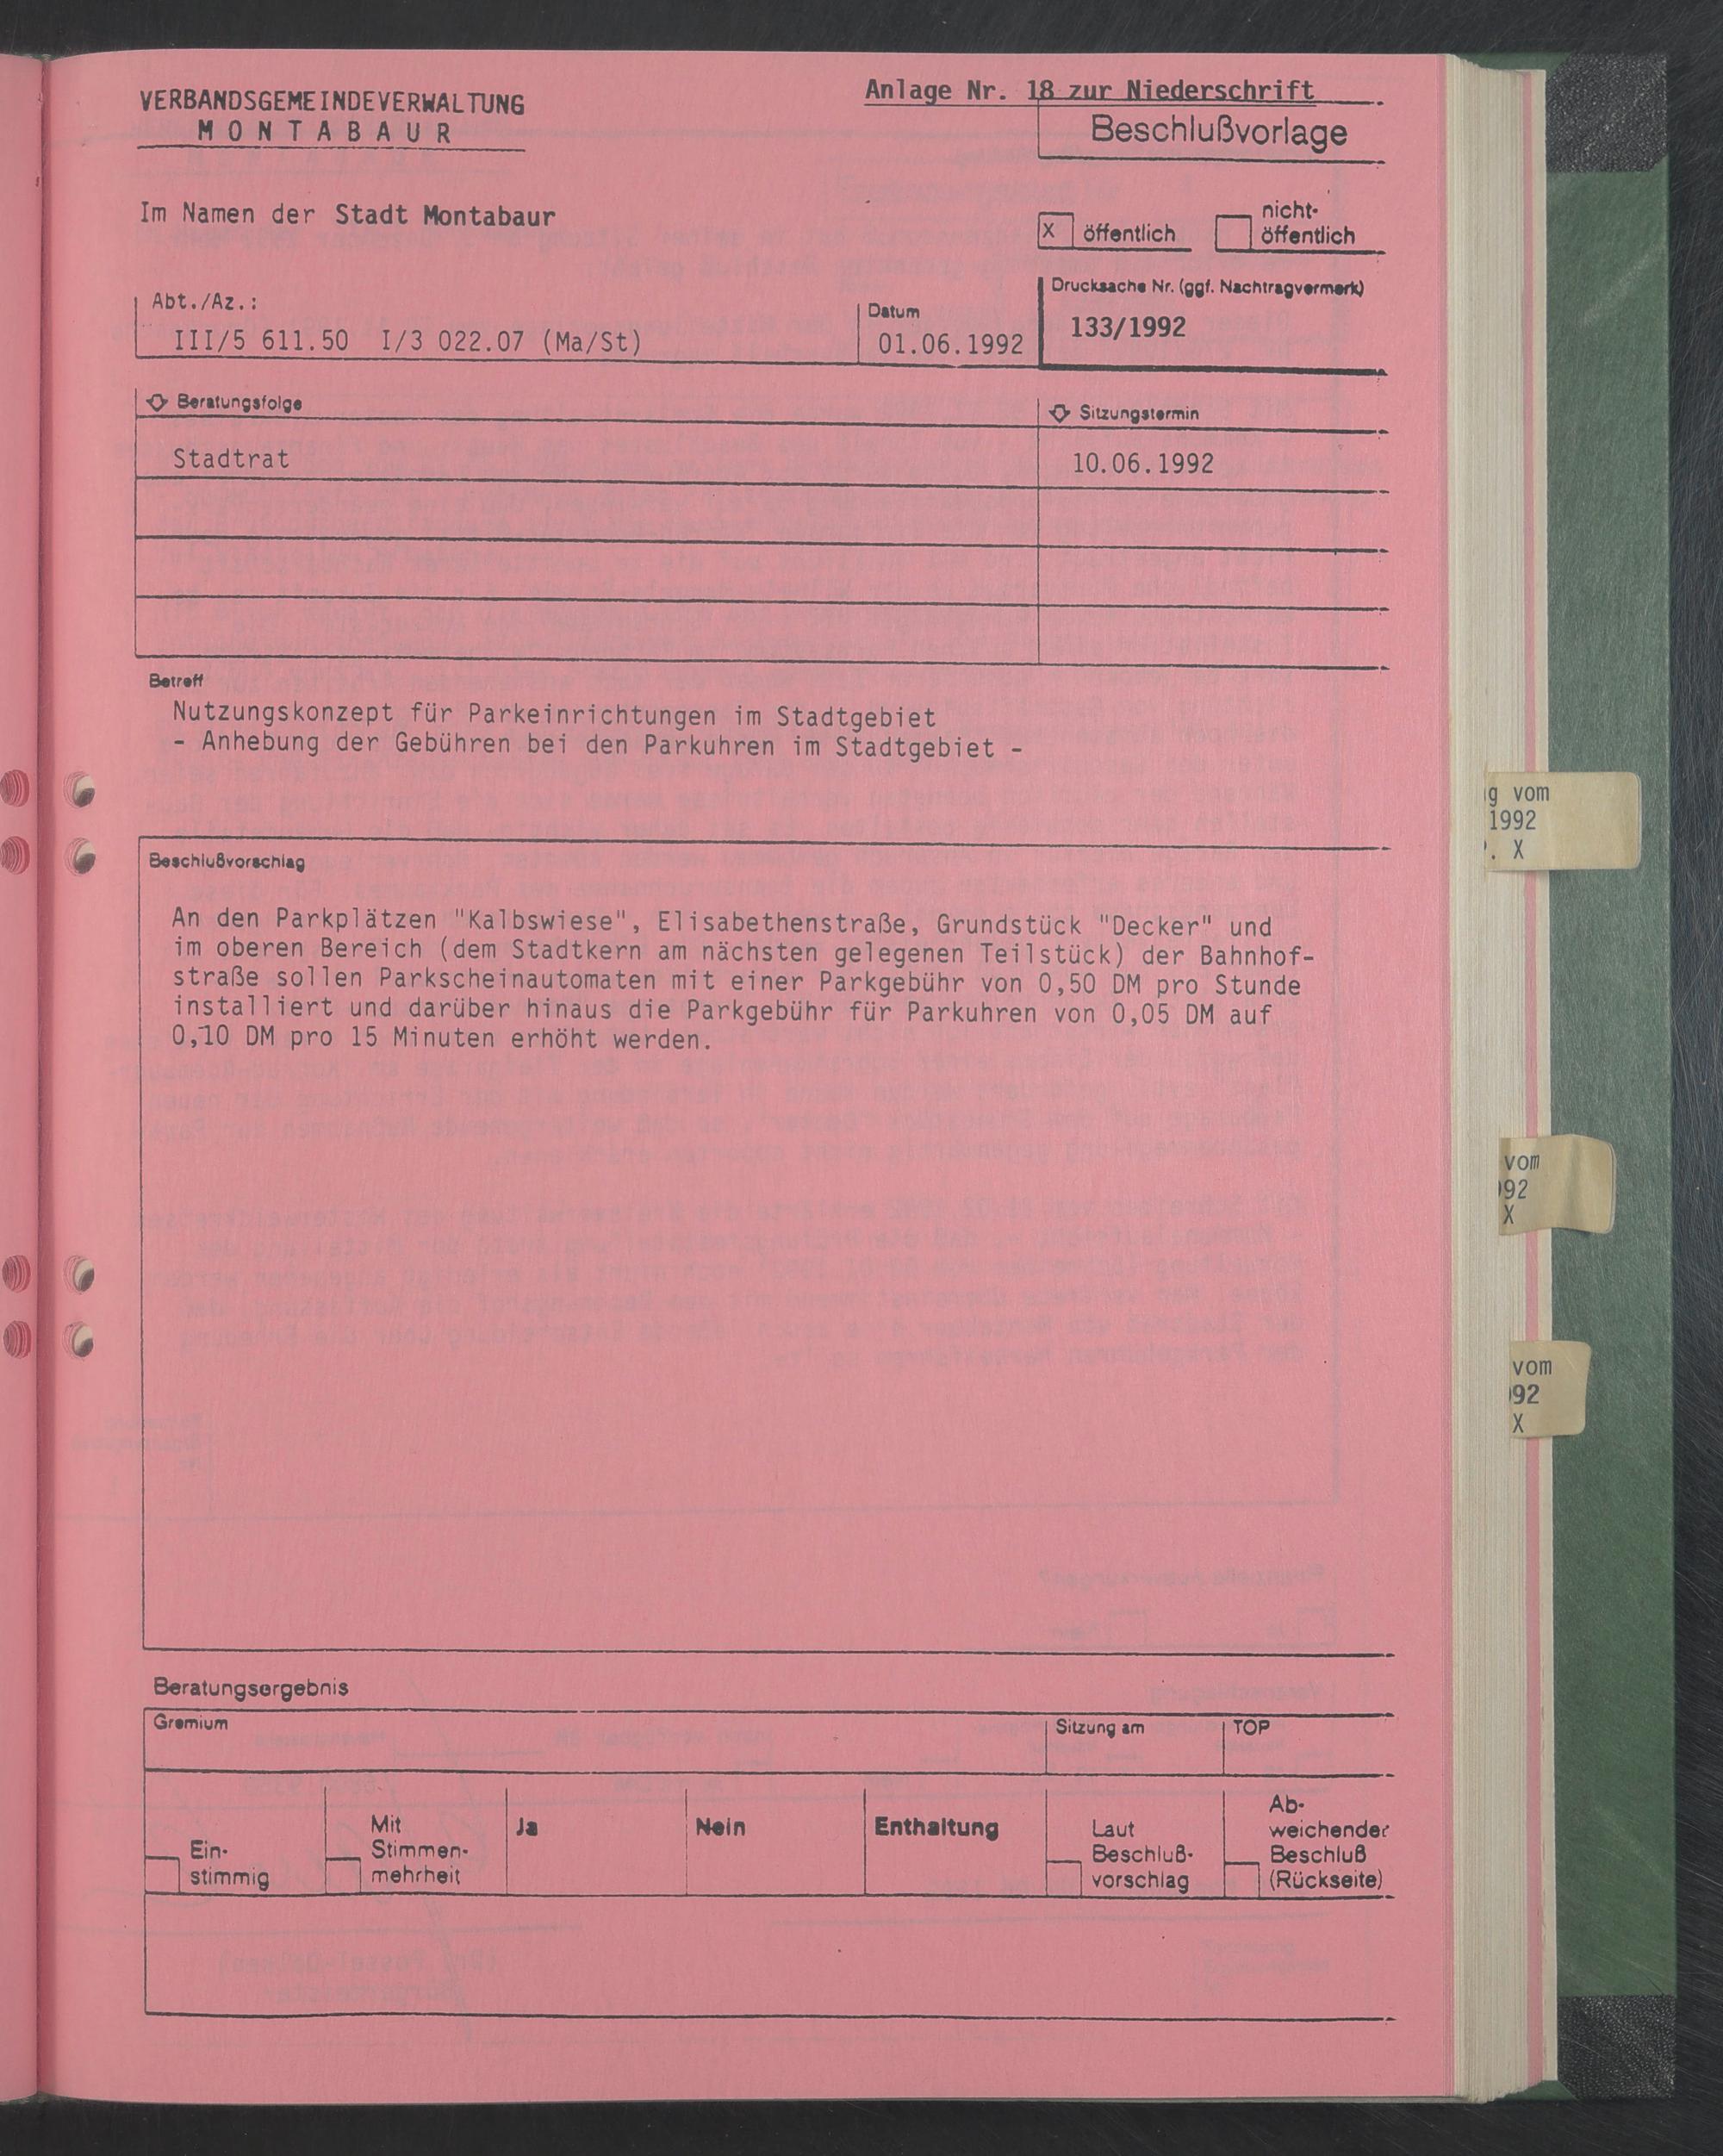 Anlage Nr. 18 zur Niederschrift
VERBANDSGEMEINDEVERWALTUNG
MONTABAUR
Beschlußvorlage
Im Namen der Stadt Montabaur
X öffentlich
nicht-
öffentlich
Abt./Az.:
III/5 611.50 I/3 022.07 (Ma/St)
Datum
01.06.1992
Drucksache Nr. (ggf. Nachtragvermerk)
133/1992
Beratungsfolge
Sitzungstermin
Stadtrat
10.06.1992
Betreff
Nutzungskonzept für Parkeinrichtungen im Stadtgebiet
- Anhebung der Gebühren bei den Parkuhren im Stadtgebiet -
Beschlußvorschlag
An den Parkplätzen "Kalbswiese", Elisabethenstraße, Grundstück "Decker" und
im oberen Bereich (dem Stadtkern am nächsten gelegenen Teilstück) der Bahnhof-
straße sollen Parkscheinautomaten mit einer Parkgebühr von 0,50 DM pro Stunde
installiert und darüber hinaus die Parkgebühr für Parkuhren von 0,05 DM auf
0,10 DM pro 15 Minuten erhöht werden.
Beratungsergebnis
Gremium
Sitzung am
TOP
Ein-
stimmig
Mit
Stimmen-
mehrheit
Ja
Nein
Enthaltung
Laut
Beschluß-
vorschlag
Ab-
weichender
Beschluß
(Rückseite)
g vom
1992
. X
vom
92
X
vom
92
X